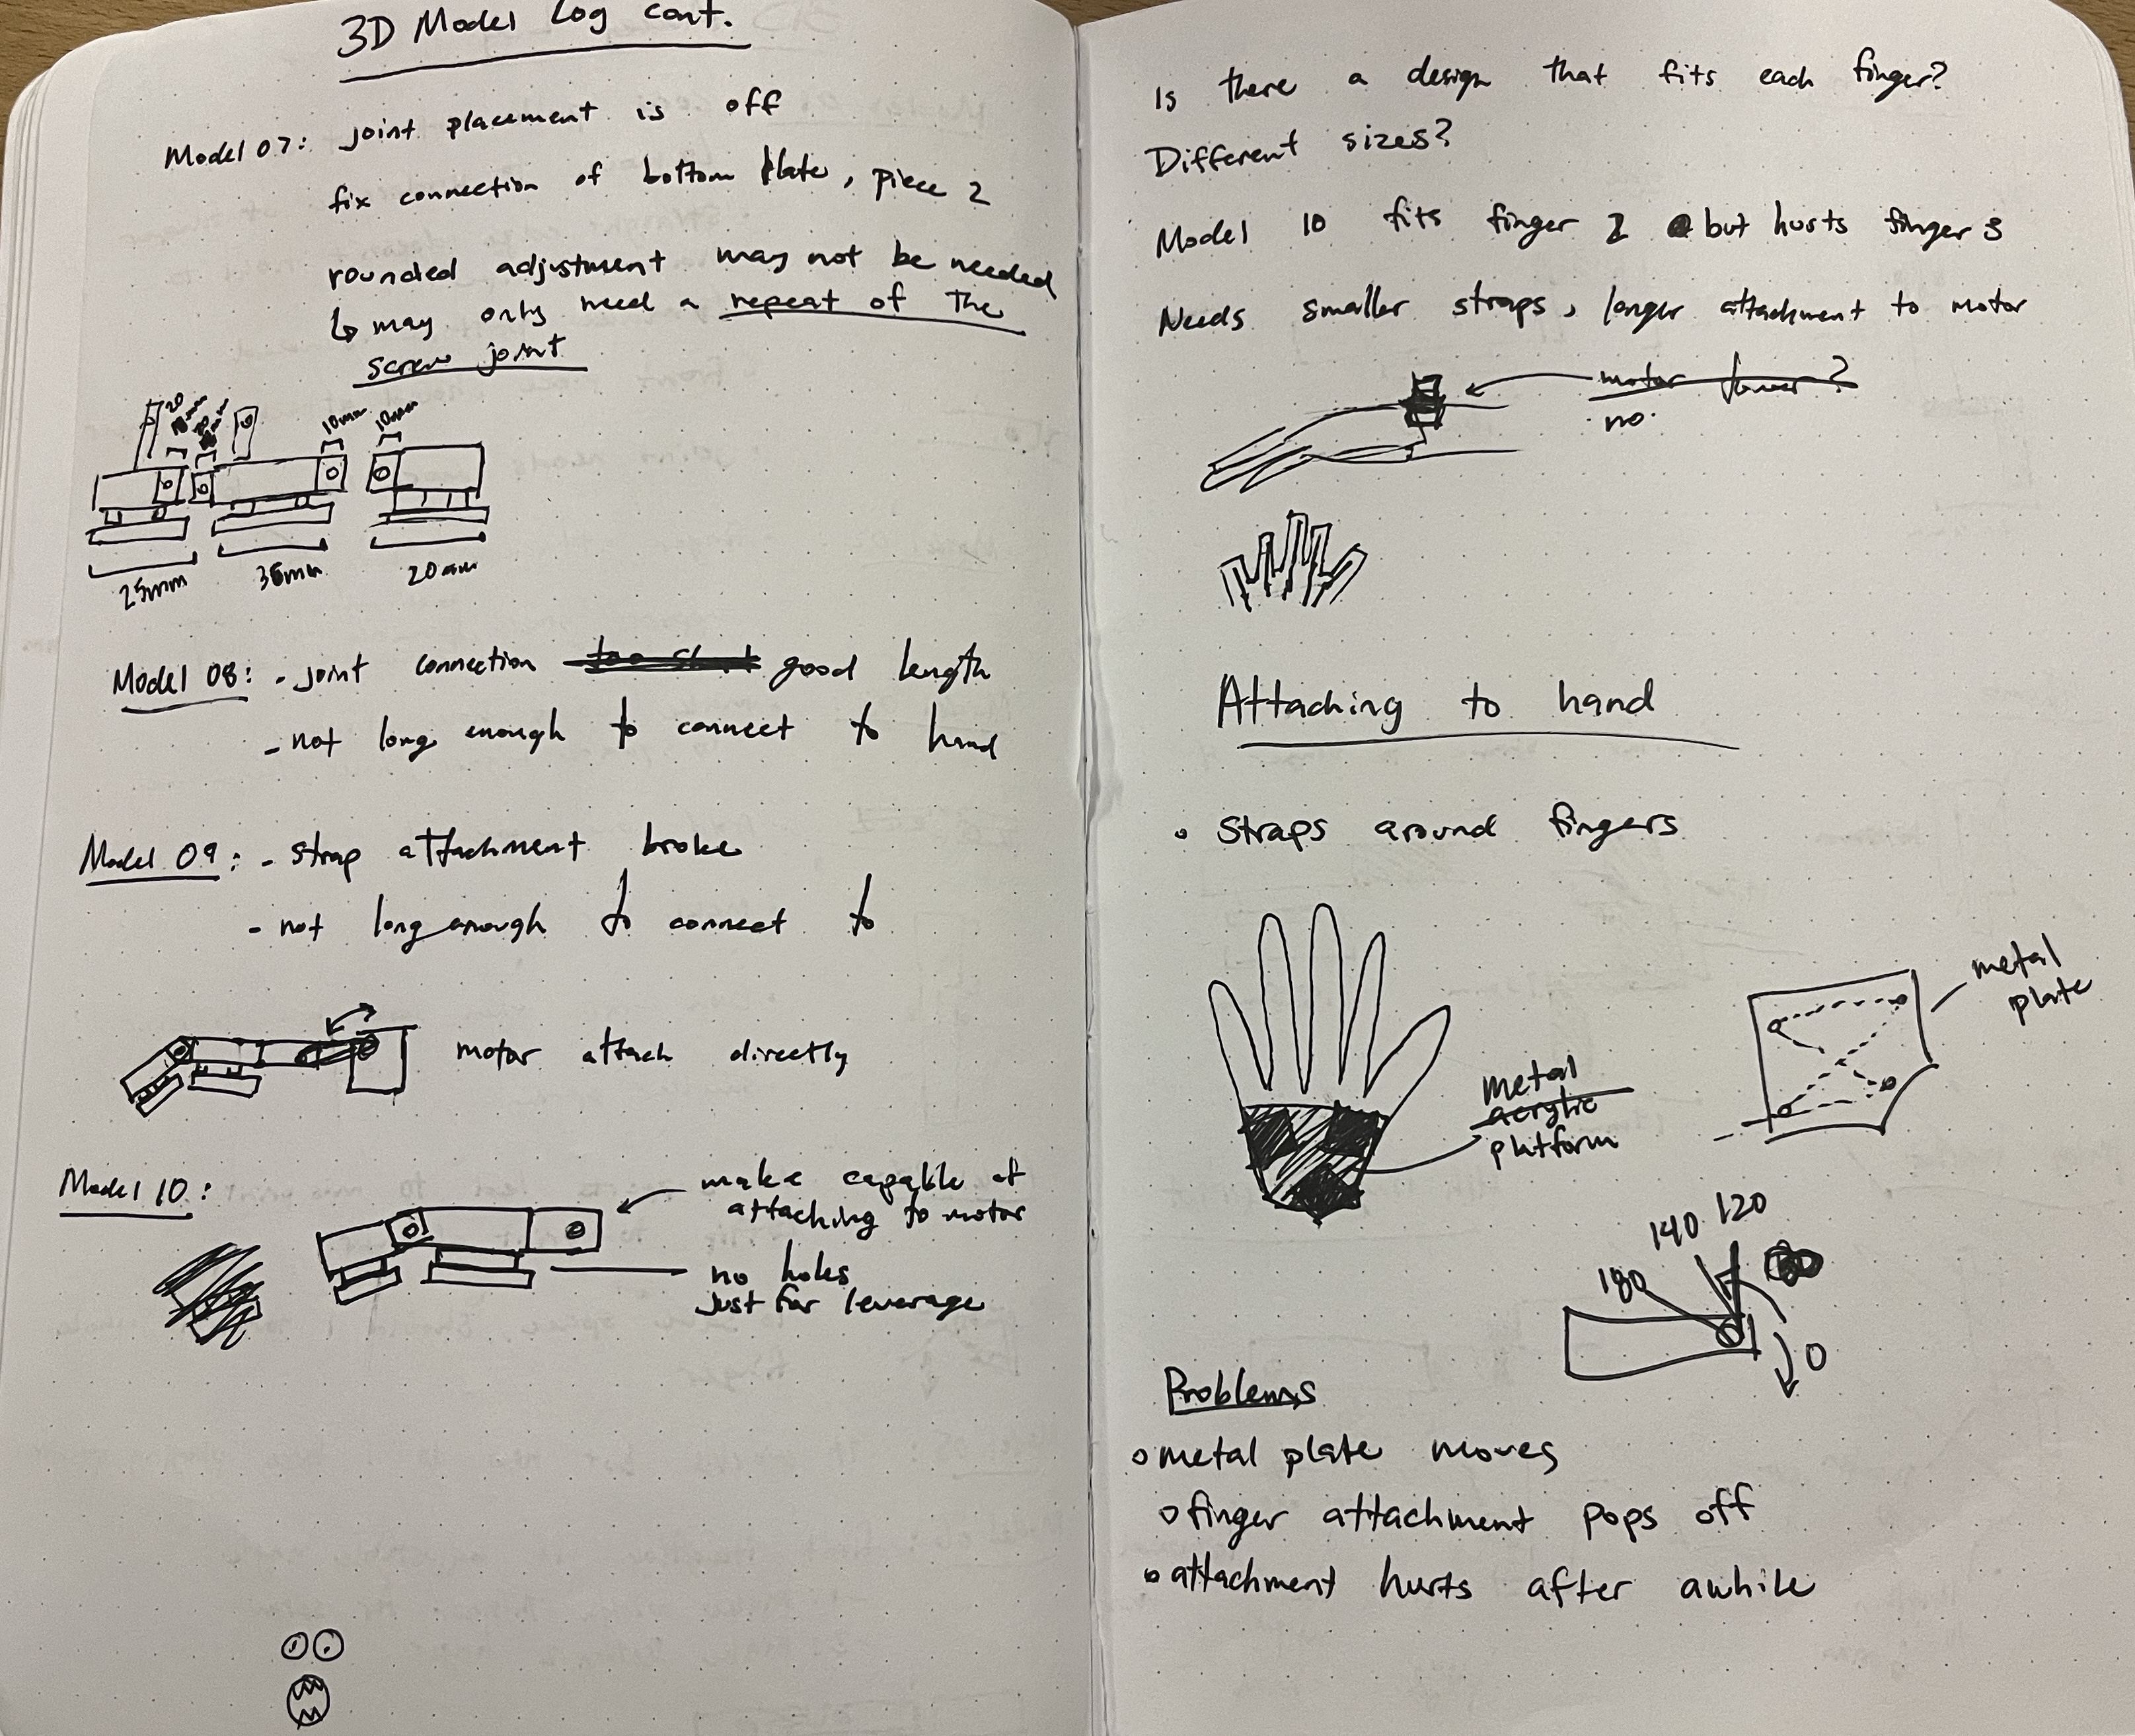 3D Model Log cont.
Model 07: joint placement is off
fix connection of bottom plate, piece 2
rounded adjustment may not be needed
↳ may only need a repeat of the
screw joint
20
10mm 10mm
25mm 36mm 20mm
Model 08: - joint connection good length
- not long enough to connect to hand
Model 09: - strap attachment broke
- not long enough to connect to
motor attach directly
Model 10:
make capable of
attaching to motor
no holes
just for leverage
Is there a design that fits each finger?
Different sizes?
Model 10 fits finger 2 but hurts finger 3
Needs smaller straps, longer attachment to motor
motor lower?
no.
Attaching to hand
◦ straps around fingers
metal
acrylic
platform
metal
plate
180 140 120
0
Problems
◦ metal plate moves
◦ finger attachment pops off
◦ attachment hurts after awhile